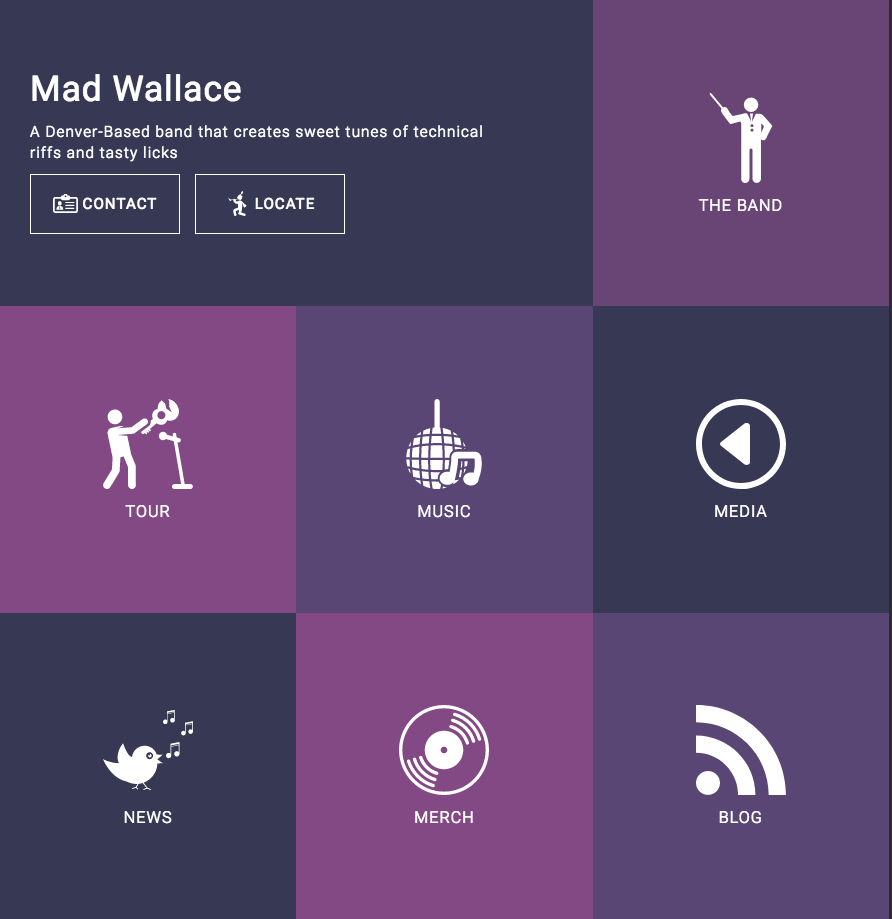 Mad Wallace
A Denver-Based band that creates sweet tunes of technical
riffs and tasty licks
CONTACT
LOCATE
THE BAND
TOUR
MUSIC
MEDIA
NEWS
MERCH
BLOG